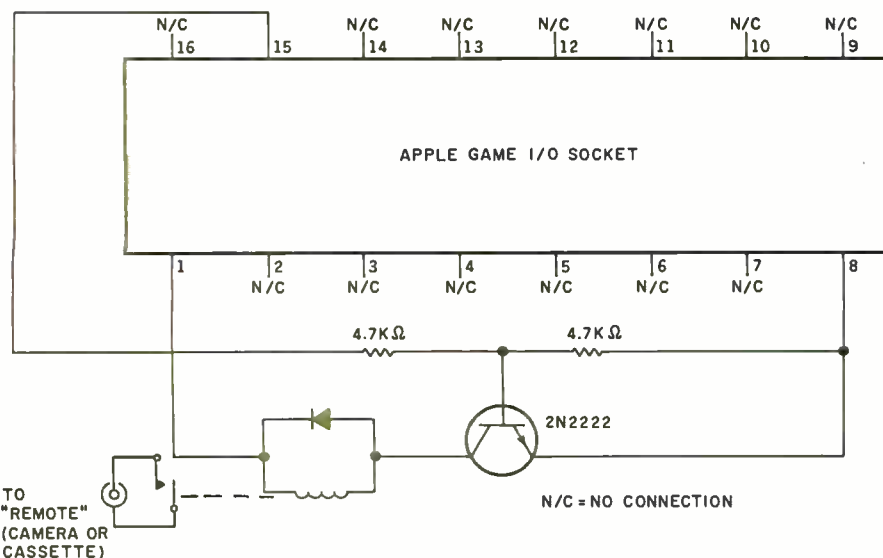 N/C N/C N/C N/C N/C N/C N/C
16 15 14 13 12 11 10 9
APPLE GAME I/O SOCKET
1 2 3 4 5 6 7 8
N/C N/C N/C N/C N/C N/C
4.7KΩ 4.7KΩ
2N2222
TO
"REMOTE"
(CAMERA OR
CASSETTE)
N/C = NO CONNECTION